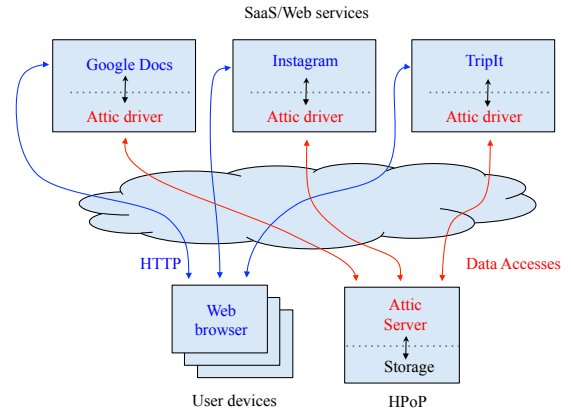 SaaS/Web services
Google Docs
Attic driver
Instagram
Attic driver
TripIt
Attic driver
HTTP
Data Accesses
Web
browser
Attic
Server
Storage
User devices
HPoP